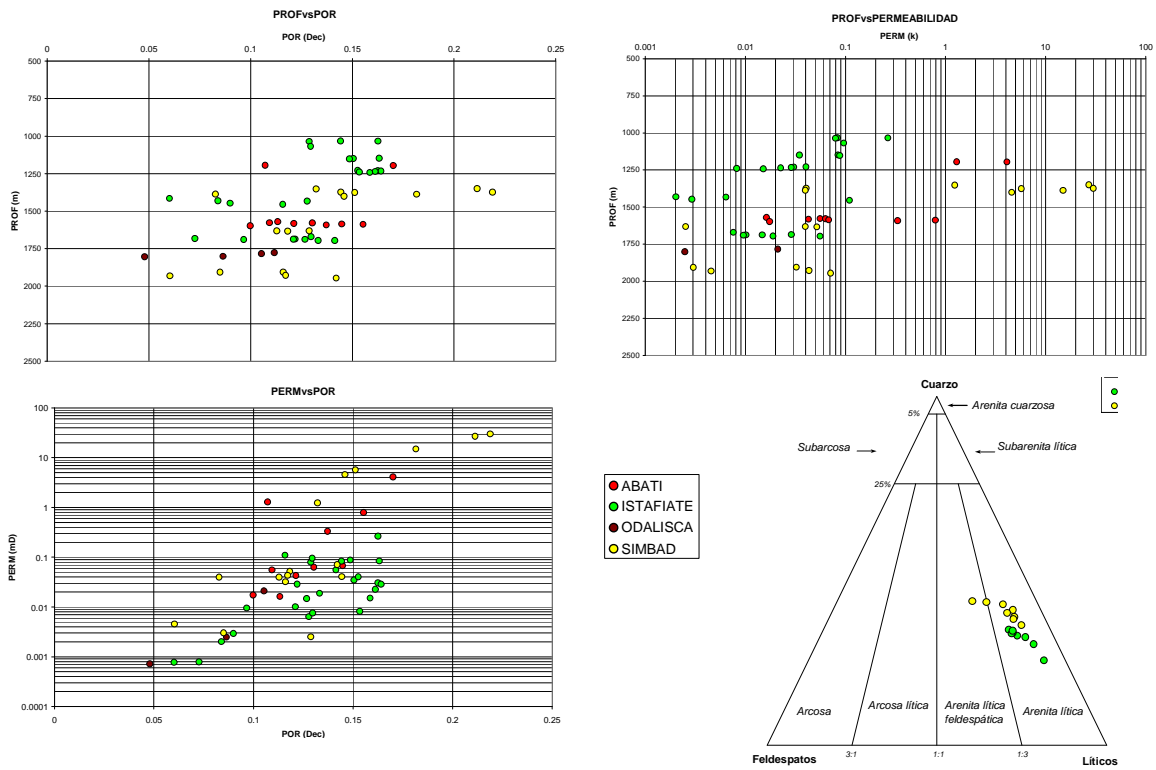 PROFvsPOR
POR (Dec)
0 0.05 0.1 0.15 0.2 0.25
PROF (m)
500
750
1000
1250
1500
1750
2000
2250
2500
PROFvsPERMEABILIDAD
PERM (k)
0.001 0.01 0.1 1 10 100
PROF (m)
500
750
1000
1250
1500
1750
2000
2250
2500
PERMvsPOR
PERM (mD)
100
10
1
0.1
0.01
0.001
0.0001
0 0.05 0.1 0.15 0.2 0.25
POR (Dec)
ABATI
ISTAFIATE
ODALISCA
SIMBAD
Cuarzo
5%
Arenita cuarzosa
Subarcosa
Subarenita lítica
25%
Arcosa
Arcosa lítica
Arenita lítica
feldespática
Arenita lítica
Feldespatos
3:1
1:1
1:3
Líticos